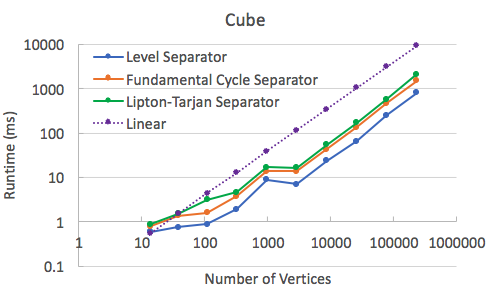 Cube
10000
1000
100
10
1
0.1
Runtime (ms)
Level Separator
Fundamental Cycle Separator
Lipton-Tarjan Separator
Linear
1 10 100 1000 10000 100000 1000000
Number of Vertices